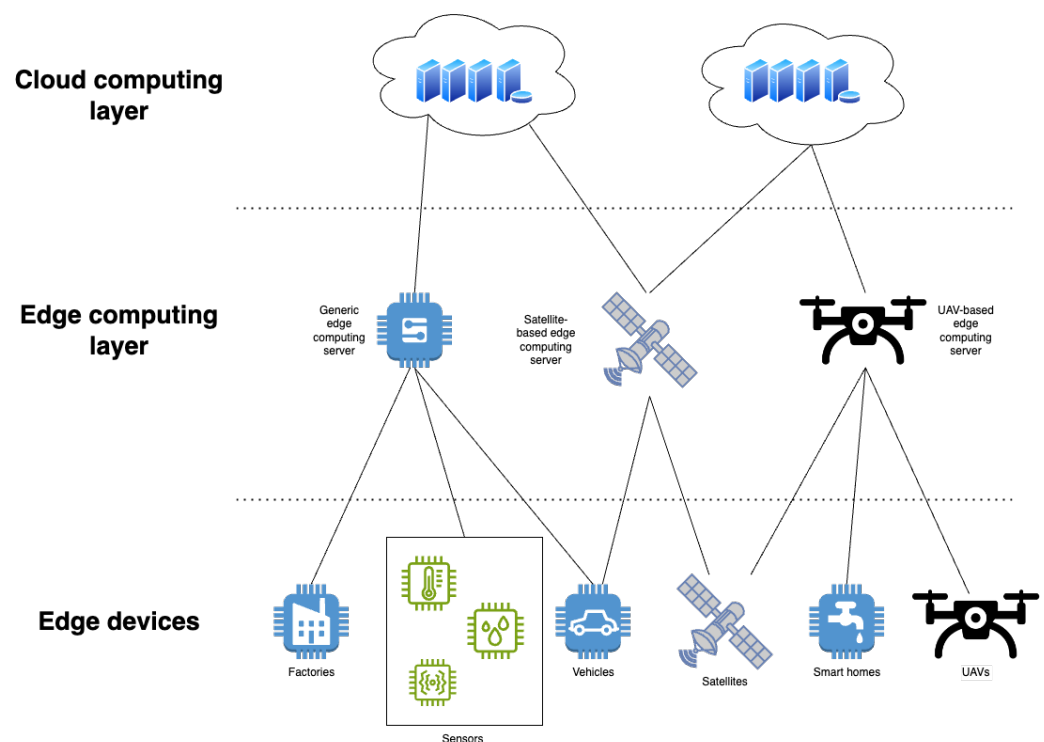 Cloud computing
layer
Edge computing
layer
Generic
edge
computing
server
Satellite-
based edge
computing
server
UAV-based
edge
computing
server
Edge devices
Factories
Sensors
Vehicles
Satellites
Smart homes
UAVs